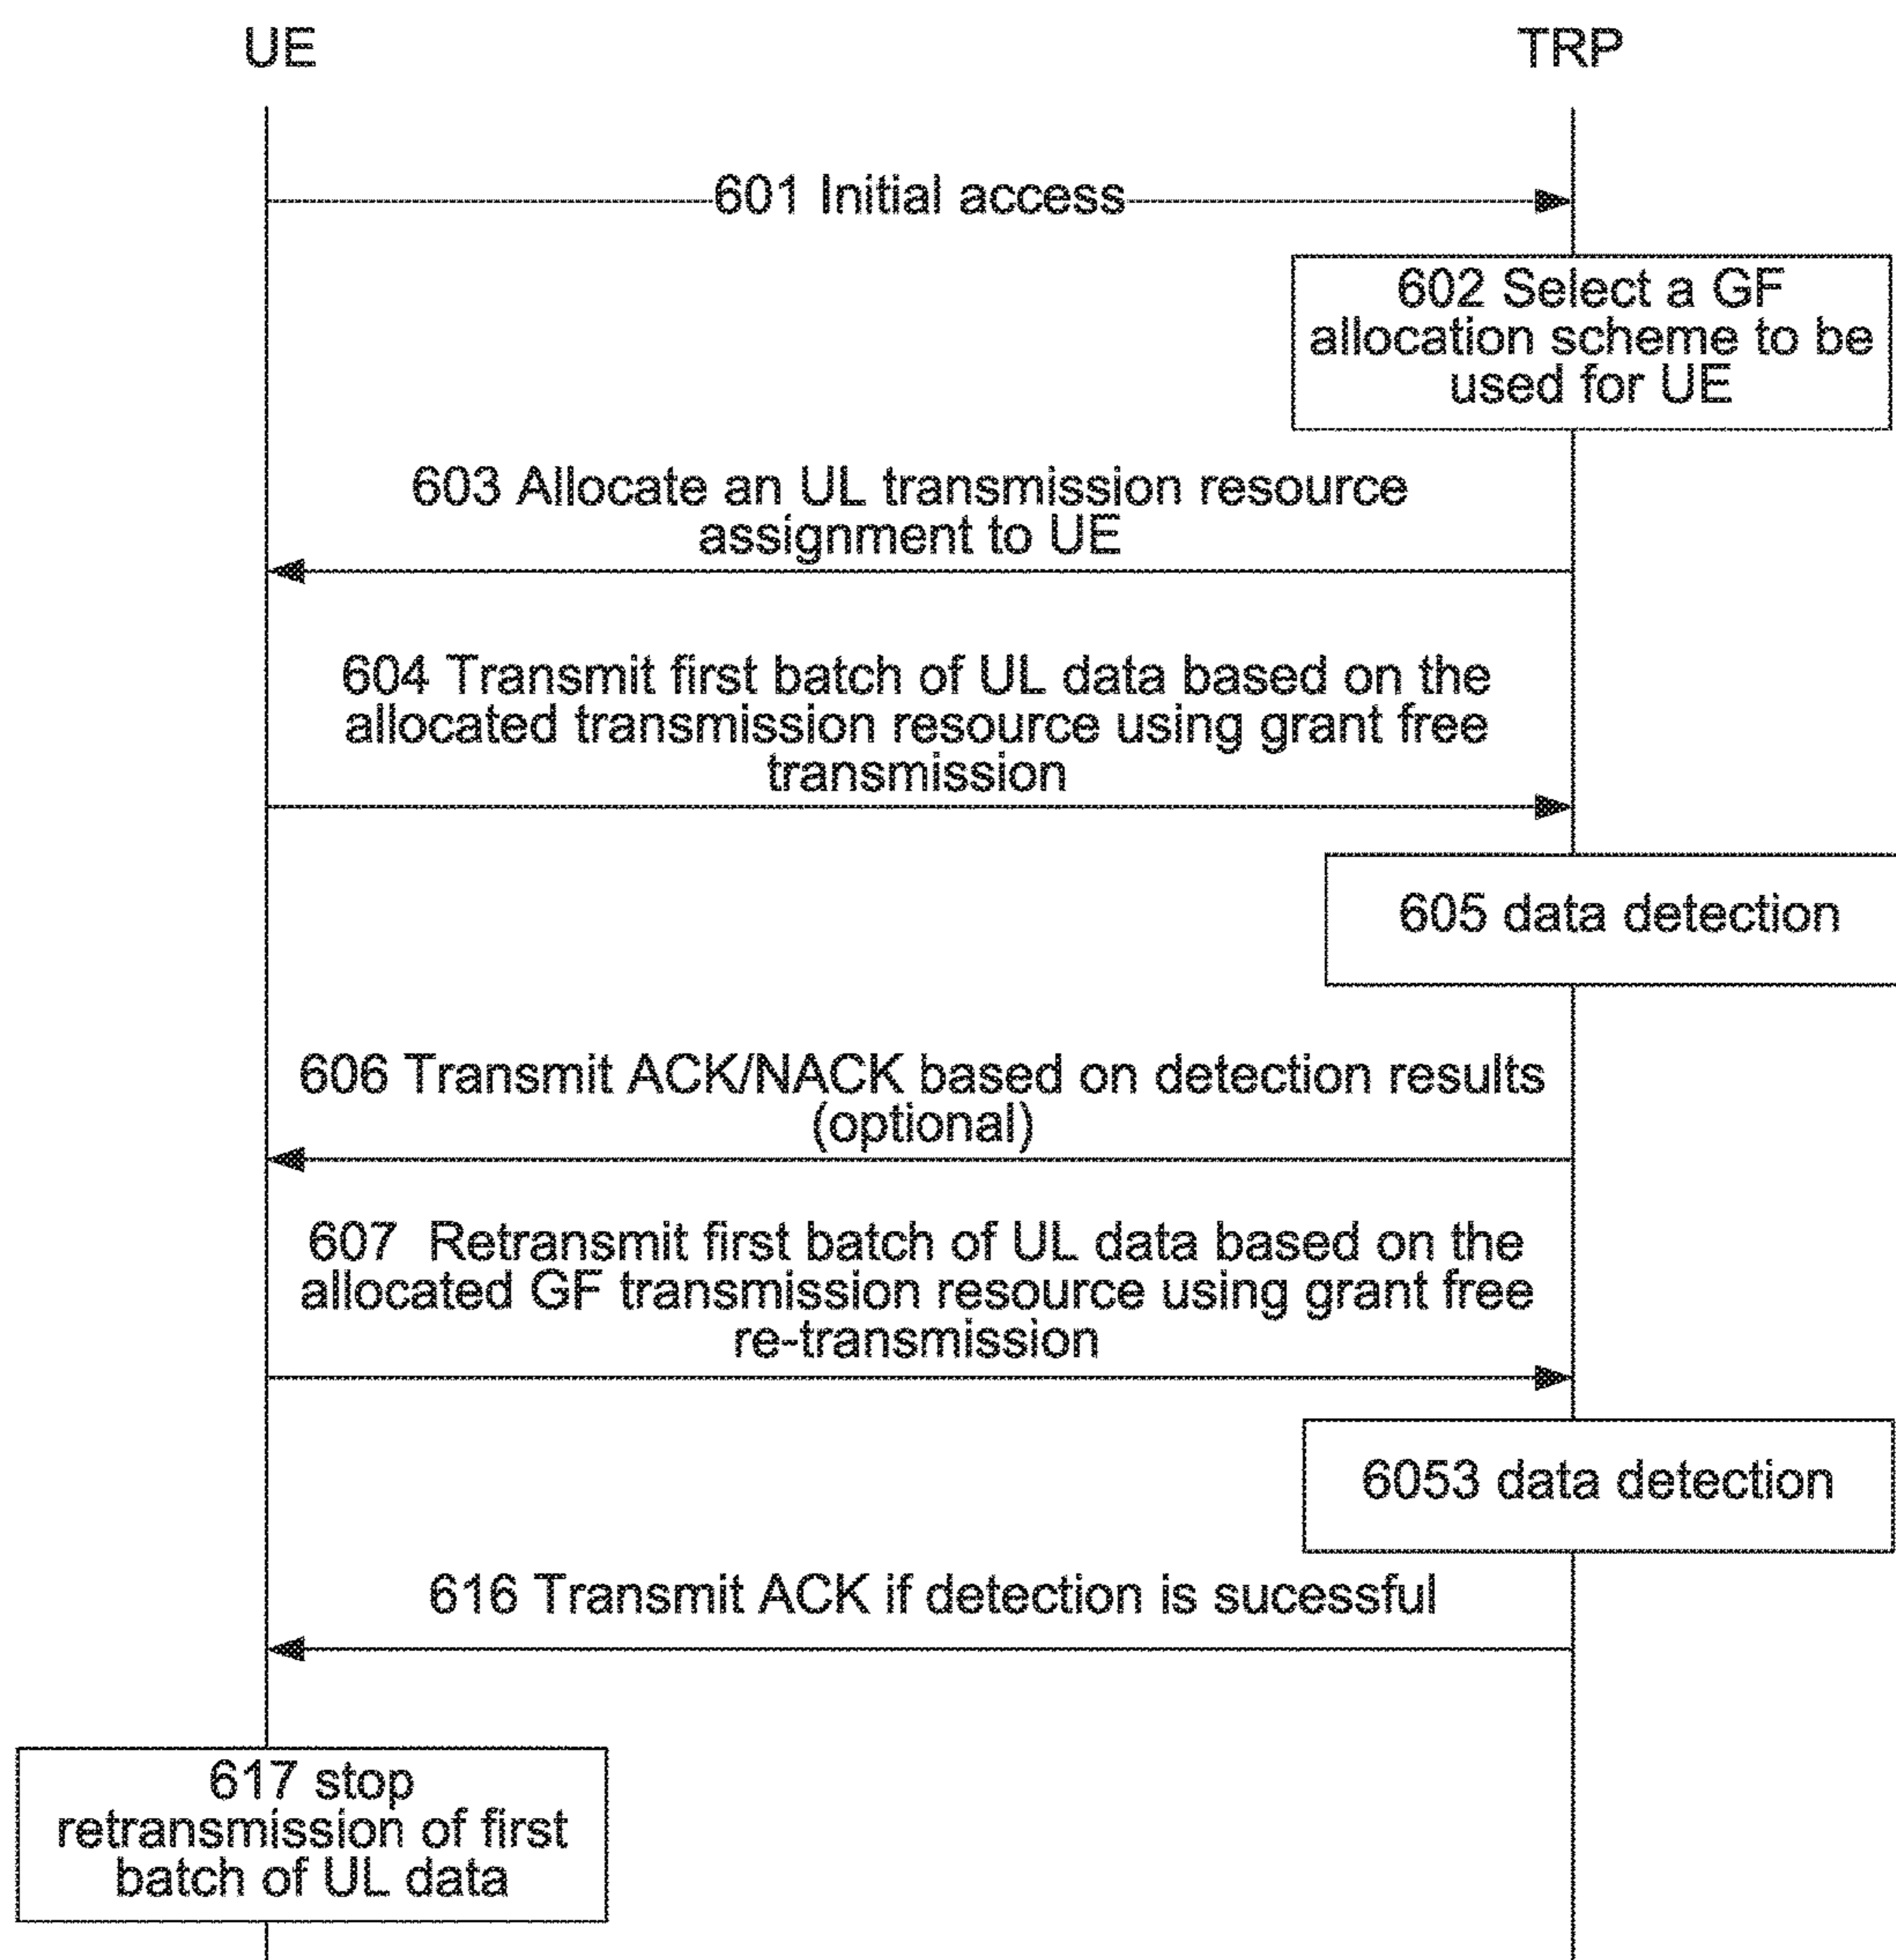 UE
TRP
601 Initial access
602 Select a GF
allocation scheme to be
used for UE
603 Allocate an UL transmission resource
assignment to UE
604 Transmit first batch of UL data based on the
allocated transmission resource using grant free
transmission
605 data detection
606 Transmit ACK/NACK based on detection results
(optional)
607 Retransmit first batch of UL data based on the
allocated GF transmission resource using grant free
re-transmission
6053 data detection
616 Transmit ACK if detection is sucessful
617 stop
retransmission of first
batch of UL data